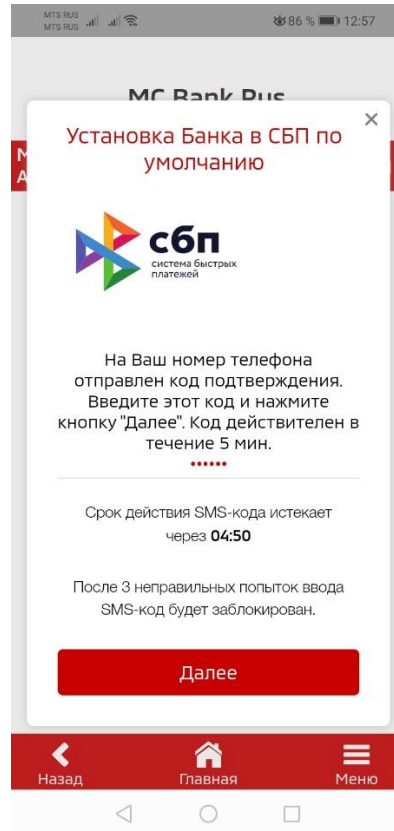 MTS RUS
MTS RUS
86 % 12:57
MC Bank Rus
Установка Банка в СБП по
умолчанию
сбп
система быстрых
платежей
На Ваш номер телефона
отправлен код подтверждения.
Введите этот код и нажмите
кнопку "Далее". Код действителен в
течение 5 мин.
••••••
Срок действия SMS-кода истекает
через 04:50
После 3 неправильных попыток ввода
SMS-код будет заблокирован.
Далее
Назад Главная Меню